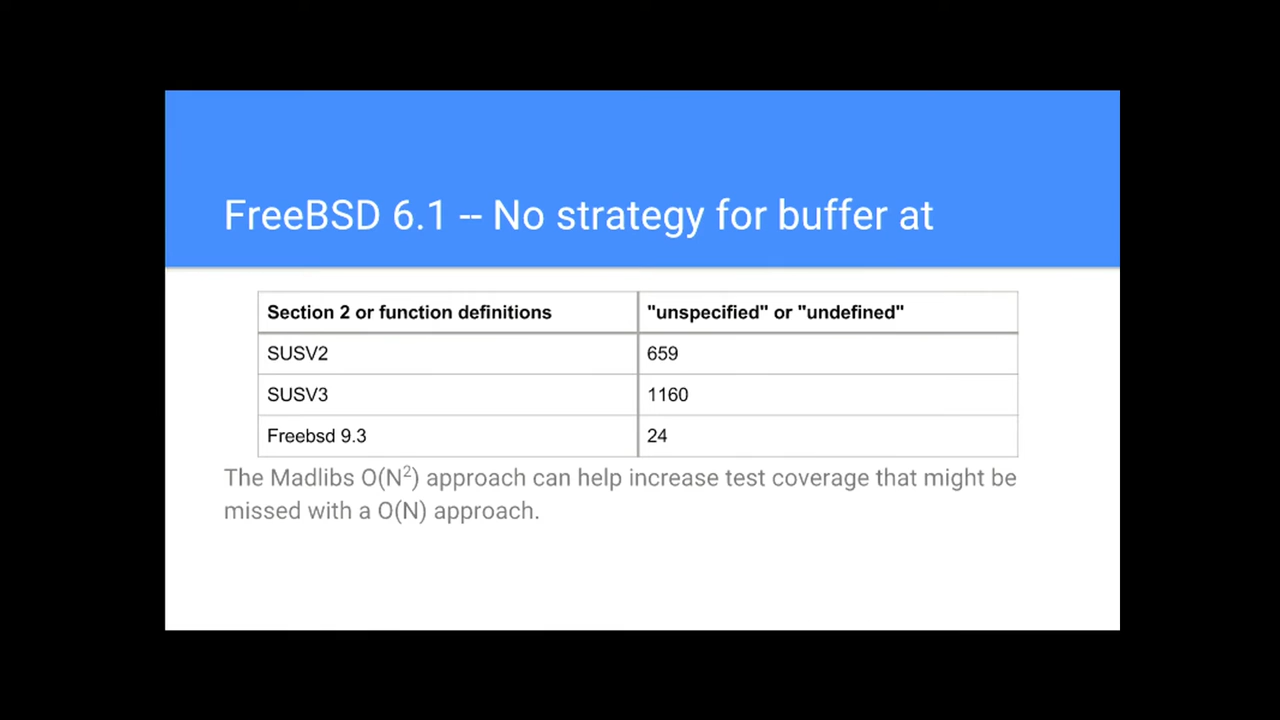 FreeBSD 6.1 -- No strategy for buffer at
Section 2 or function definitions "unspecified" or "undefined"
SUSV2 659
SUSV3 1160
Freebsd 9.3 24
The Madlibs O(N²) approach can help increase test coverage that might be
missed with a O(N) approach.